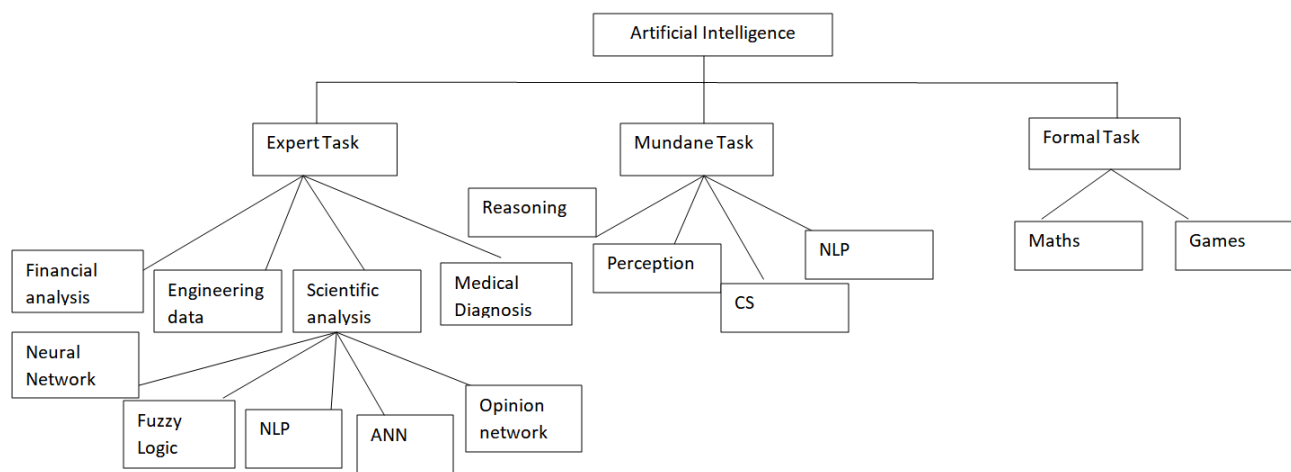 Artificial Intelligence
Expert Task
Mundane Task
Formal Task
Reasoning
Perception
CS
NLP
Maths
Games
Financial
analysis
Engineering
data
Scientific
analysis
Medical
Diagnosis
Neural
Network
Fuzzy
Logic
NLP
ANN
Opinion
network